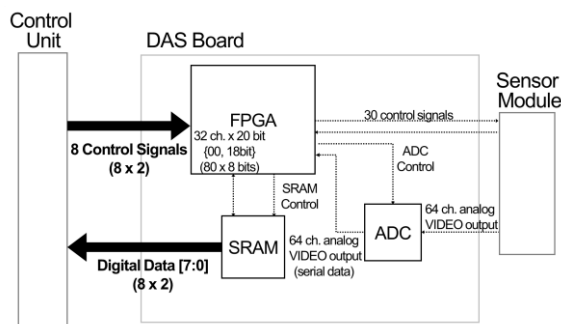 Control
Unit
DAS Board
Sensor
Module
FPGA
32 ch. x 20 bit
{00, 18bit}
(80 x 8 bits)
30 control signals
8 Control Signals
(8 x 2)
ADC
Control
SRAM
Control
64 ch. analog
VIDEO output
ADC
SRAM
64 ch. analog
VIDEO output
(serial data)
Digital Data [7:0]
(8 x 2)